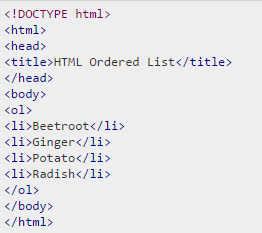 <!DOCTYPE html>
<html>
<head>
<title>HTML Ordered List</title>
</head>
<body>
<ol>
<li>Beetroot</li>
<li>Ginger</li>
<li>Potato</li>
<li>Radish</li>
</ol>
</body>
</html>